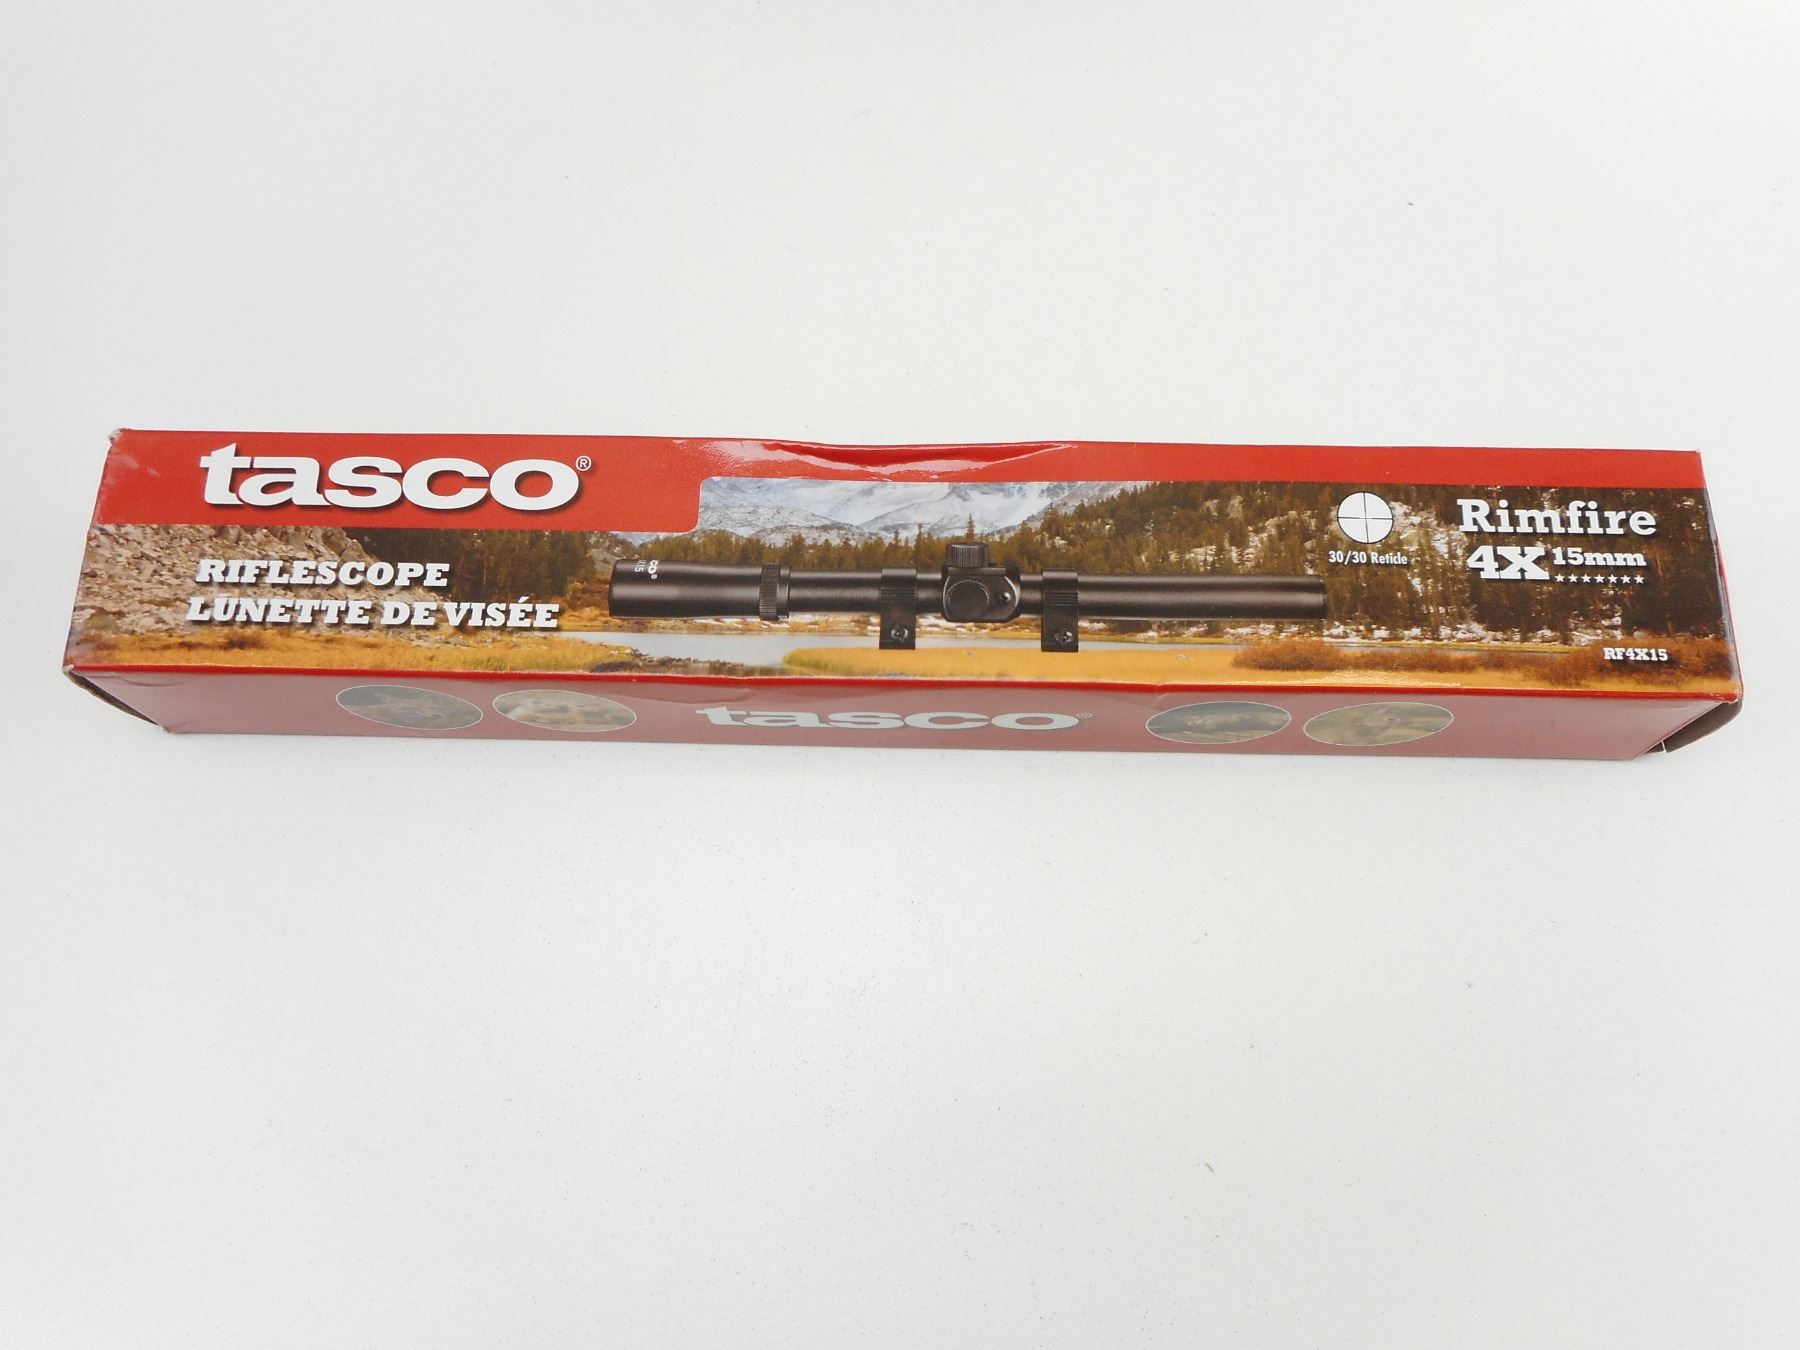 tasco®
RIFLESCOPE
LUNETTE DE VISÉE
30/30 Reticle
Rimfire
4X 15mm
RF4X15
tasco®